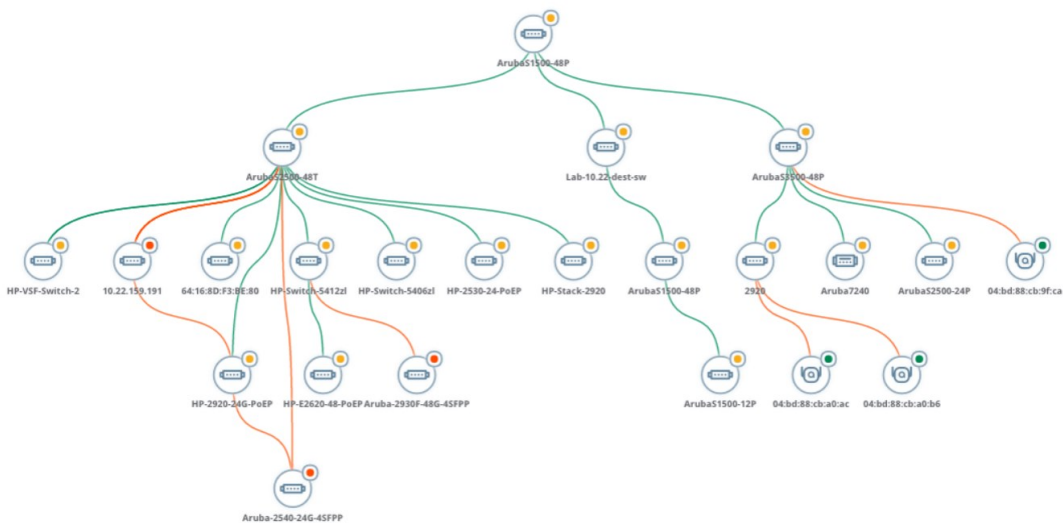 ArubaS1500-48P
ArubaS2500-48T
Lab-10.22-dest-sw
ArubaS3500-48P
HP-VSF-Switch-2
10.22.159.191
64:16:8D:F3:BE:80
HP-Switch-5412zl
HP-Switch-5406zl
HP-2530-24-PoEP
HP-Stack-2920
ArubaS1500-48P
2920
Aruba7240
ArubaS2500-24P
04:bd:88:cb:9f:ca
HP-2920-24G-PoEP
HP-E2620-48-PoEP
Aruba-2930F-48G-4SFPP
ArubaS1500-12P
04:bd:88:cb:a0:ac
04:bd:88:cb:a0:b6
Aruba-2540-24G-4SFPP